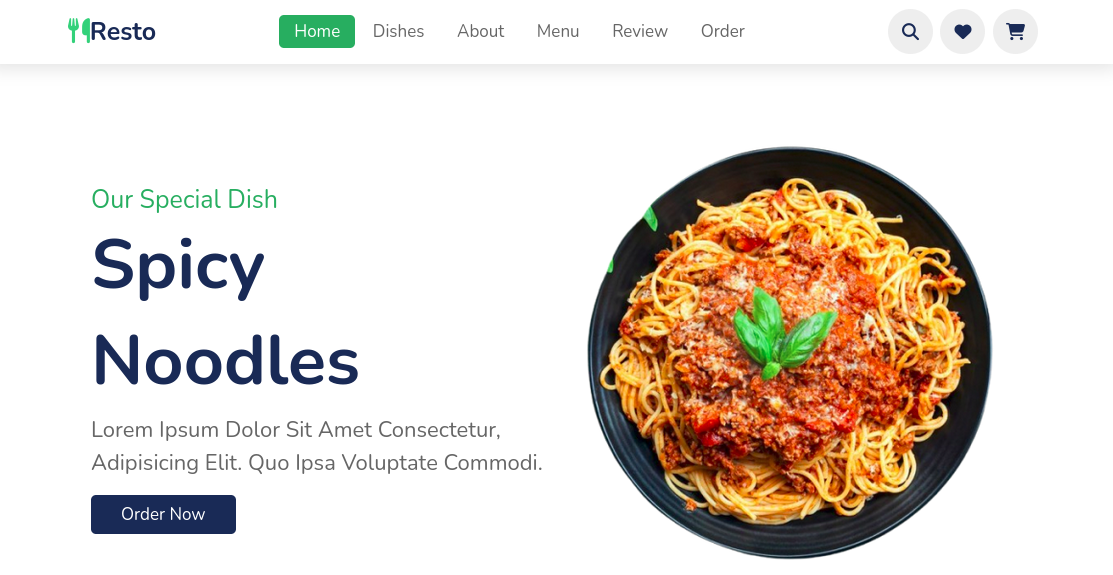 Resto
Home Dishes About Menu Review Order
Our Special Dish
Spicy
Noodles
Lorem Ipsum Dolor Sit Amet Consectetur,
Adipisicing Elit. Quo Ipsa Voluptate Commodi.
Order Now